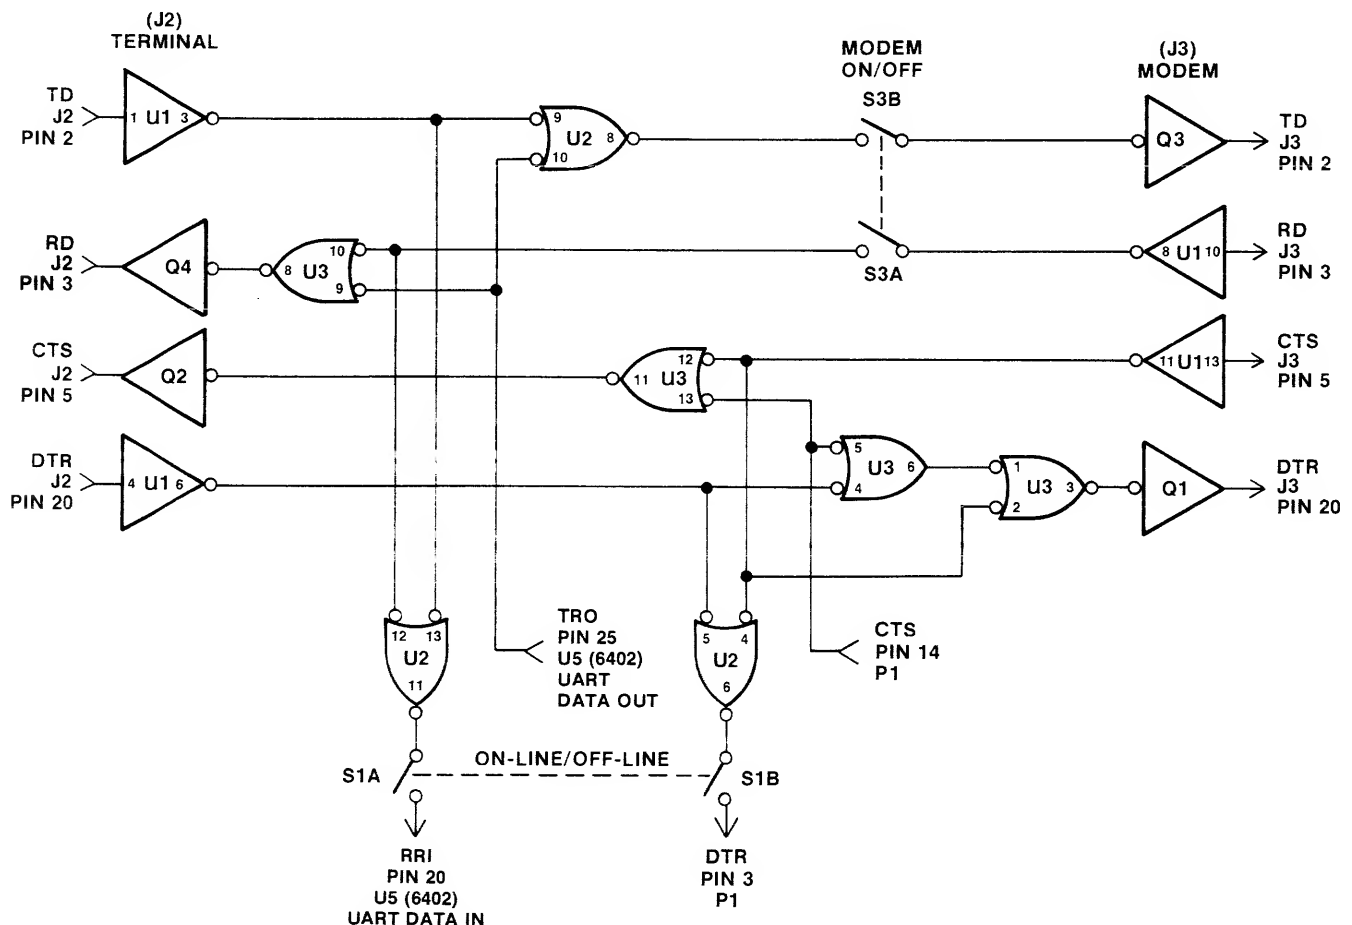 (J2)
TERMINAL
MODEM
ON/OFF
S3B
(J3)
MODEM
TD
J2
PIN 2
1 U1 3
9
10
U2
8
Q3
TD
J3
PIN 2
RD
J2
PIN 3
Q4
8 U3
10
9
S3A
8 U1 10
RD
J3
PIN 3
CTS
J2
PIN 5
Q2
11 U3
12
13
11 U1 13
CTS
J3
PIN 5
DTR
J2
PIN 20
4 U1 6
5
4
U3 6
1
2
U3 3
Q1
DTR
J3
PIN 20
12 13
U2
11
TRO
PIN 25
U5 (6402)
UART
DATA OUT
5 4
U2
6
CTS
PIN 14
P1
S1A
ON-LINE/OFF-LINE
S1B
RRI
PIN 20
U5 (6402)
UART DATA IN
DTR
PIN 3
P1